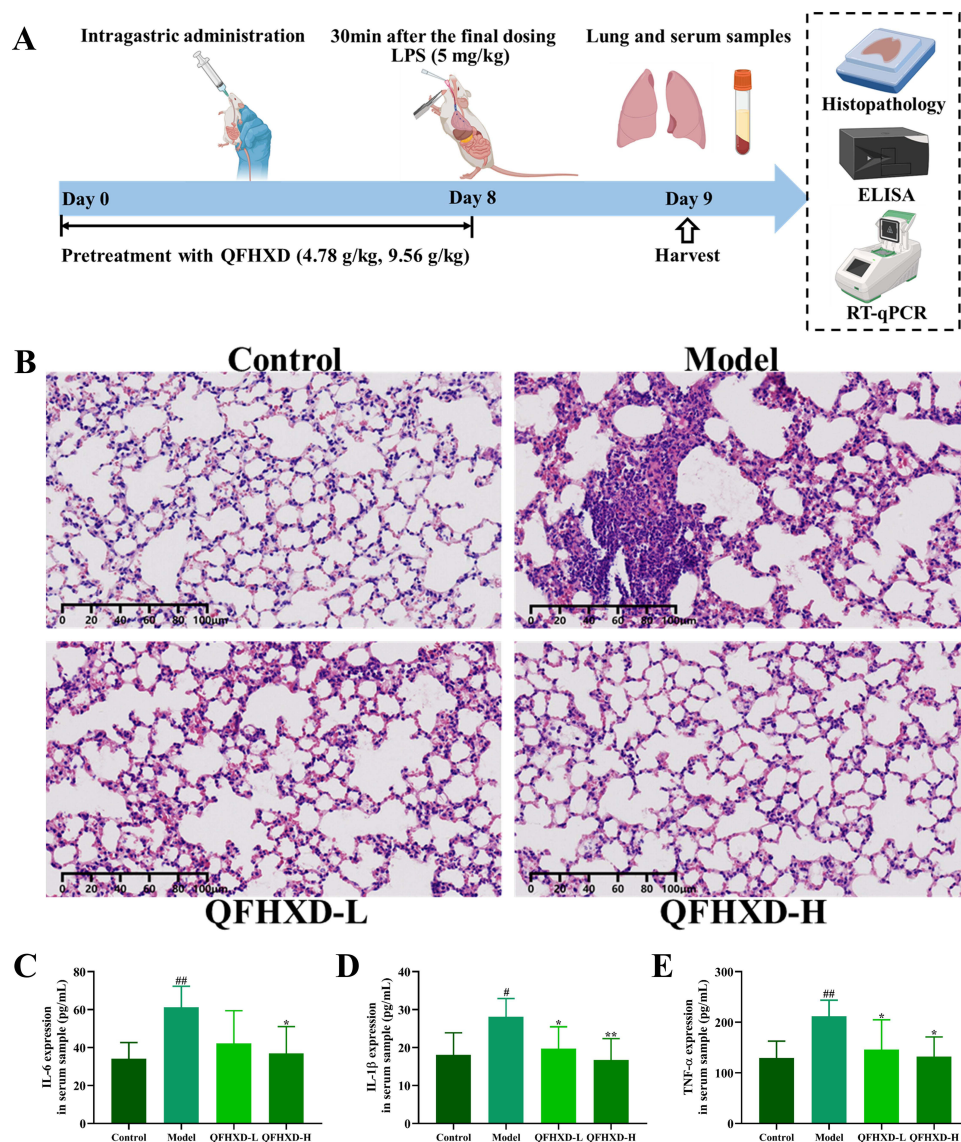 A
Intragastric administration
30min after the final dosing
LPS (5 mg/kg)
Lung and serum samples
Histopathology
ELISA
RT-qPCR
Day 0
Day 8
Day 9
Pretreatment with QFHXD (4.78 g/kg, 9.56 g/kg)
Harvest
B
Control
Model
0 20 40 60 80 100μm
0 20 40 60 80 100μm
0 20 40 60 80 100μm
0 20 40 60 80 100μm
QFHXD-L
QFHXD-H
C
IL-6 expression
in serum sample (pg/mL)
80
60
40
20
0
##
*
Control Model QFHXD-L QFHXD-H
D
IL-1β expression
in serum sample (pg/mL)
40
30
20
10
0
#
*
**
Control Model QFHXD-L QFHXD-H
E
TNF-α expression
in serum sample (pg/mL)
300
200
100
0
##
*
*
Control Model QFHXD-L QFHXD-H